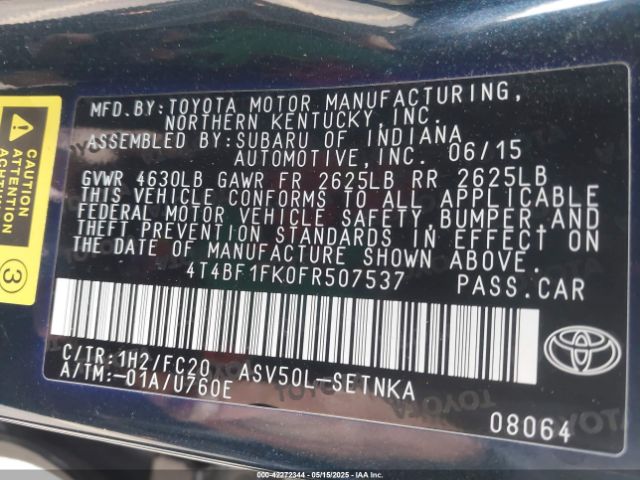 MFD.BY:TOYOTA MOTOR MANUFACTURING,
NORTHERN KENTUCKY,INC.
ASSEMBLED BY:SUBARU OF INDIANA
AUTOMOTIVE,INC. 06/15
GVWR 4630LB GAWR FR 2625LB RR 2625LB
THIS VEHICLE CONFORMS TO ALL APPLICABLE
FEDERAL MOTOR VEHICLE SAFETY,BUMPER,AND
THEFT PREVENTION STANDARDS IN EFFECT ON
THE DATE OF MANUFACTURE SHOWN ABOVE.
4T4BF1FK0FR507537 PASS.CAR
C/TR:1H2/FC20 ASV50L-SETNKA
A/TM:-01A/U760E
TOYOTA
08064
CAUTION
ATTENTION
ACHTUNG
3
000-42272344 - 05/15/2025 - IAAI.COM